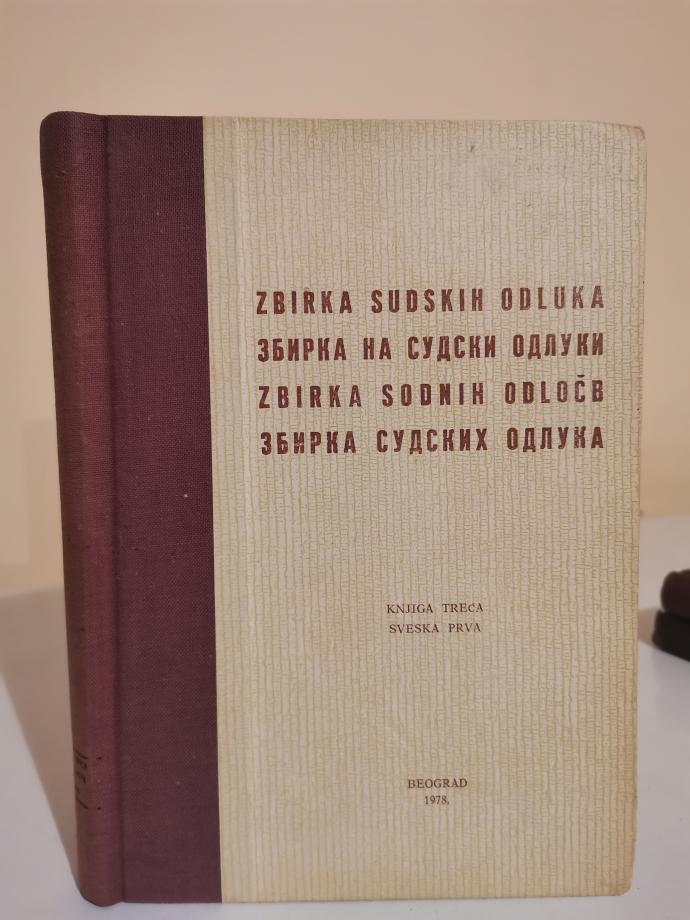 ZBIRKA SUDSKIH ODLUKA
ЗБИРКА НА СУДСКИ ОДЛУКИ
ZBIRKA SODNIH ODLOČB
ЗБИРКА СУДСКИХ ОДЛУКА
KNJIGA TREĆA
SVESKA PRVA
BEOGRAD
1978.